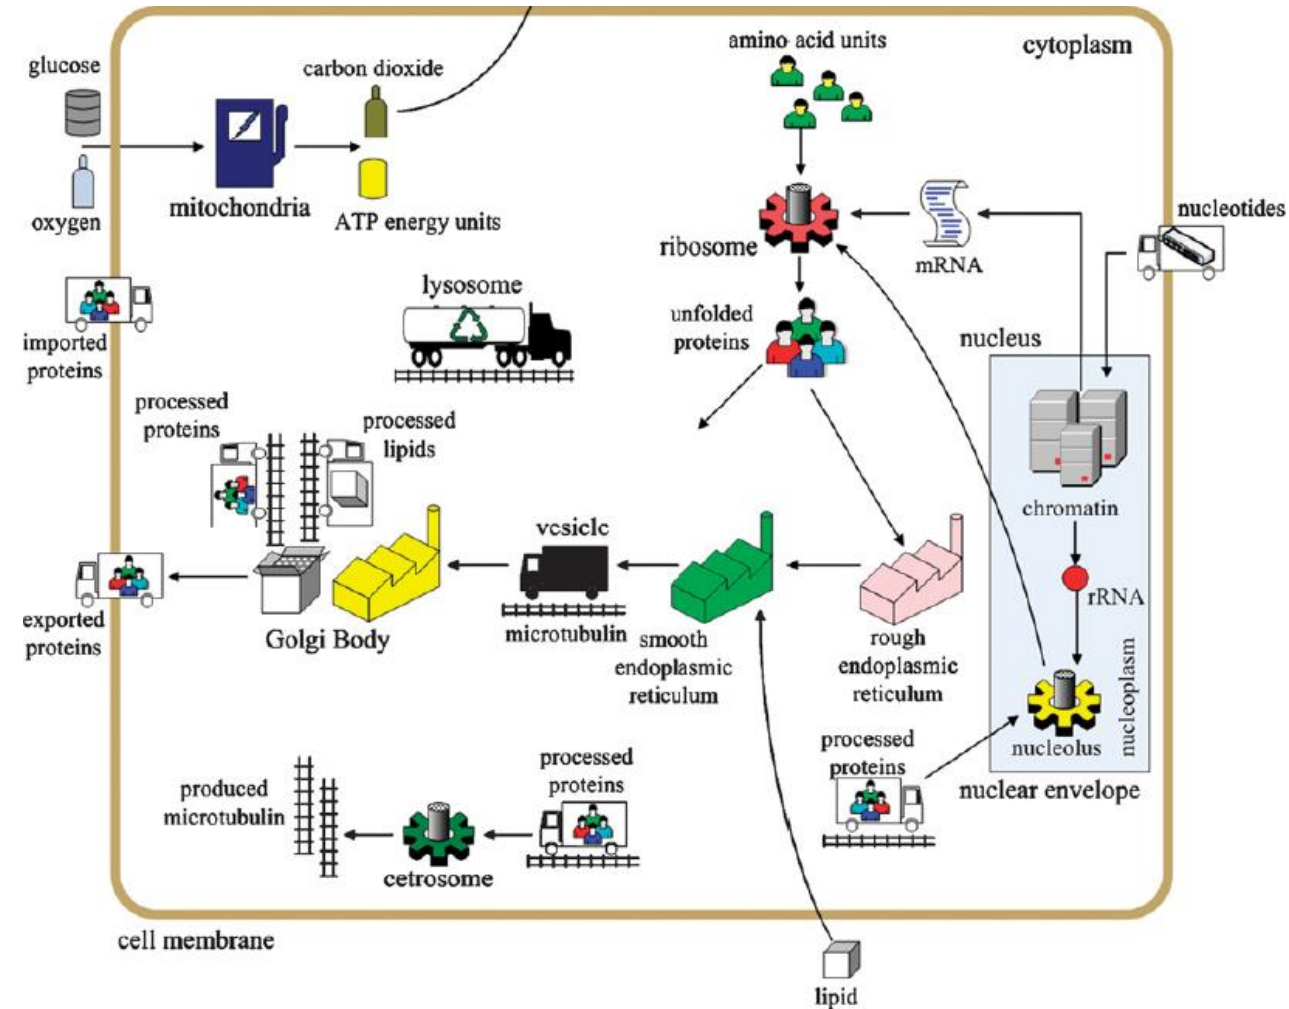 amino acid units
cytoplasm
glucose
carbon dioxide
oxygen
mitochondria
ATP energy units
ribosome
mRNA
nucleotides
lysosome
unfolded
proteins
imported
proteins
nucleus
processed
proteins
processed
lipids
chromatin
vesicle
rRNA
exported
proteins
Golgi Body
microtubulin
smooth
endoplasmic
reticulum
rough
endoplasmic
reticulum
nucleoplasm
nucleolus
nuclear envelope
processed
proteins
processed
proteins
produced
microtubulin
cetrosome
cell membrane
lipid